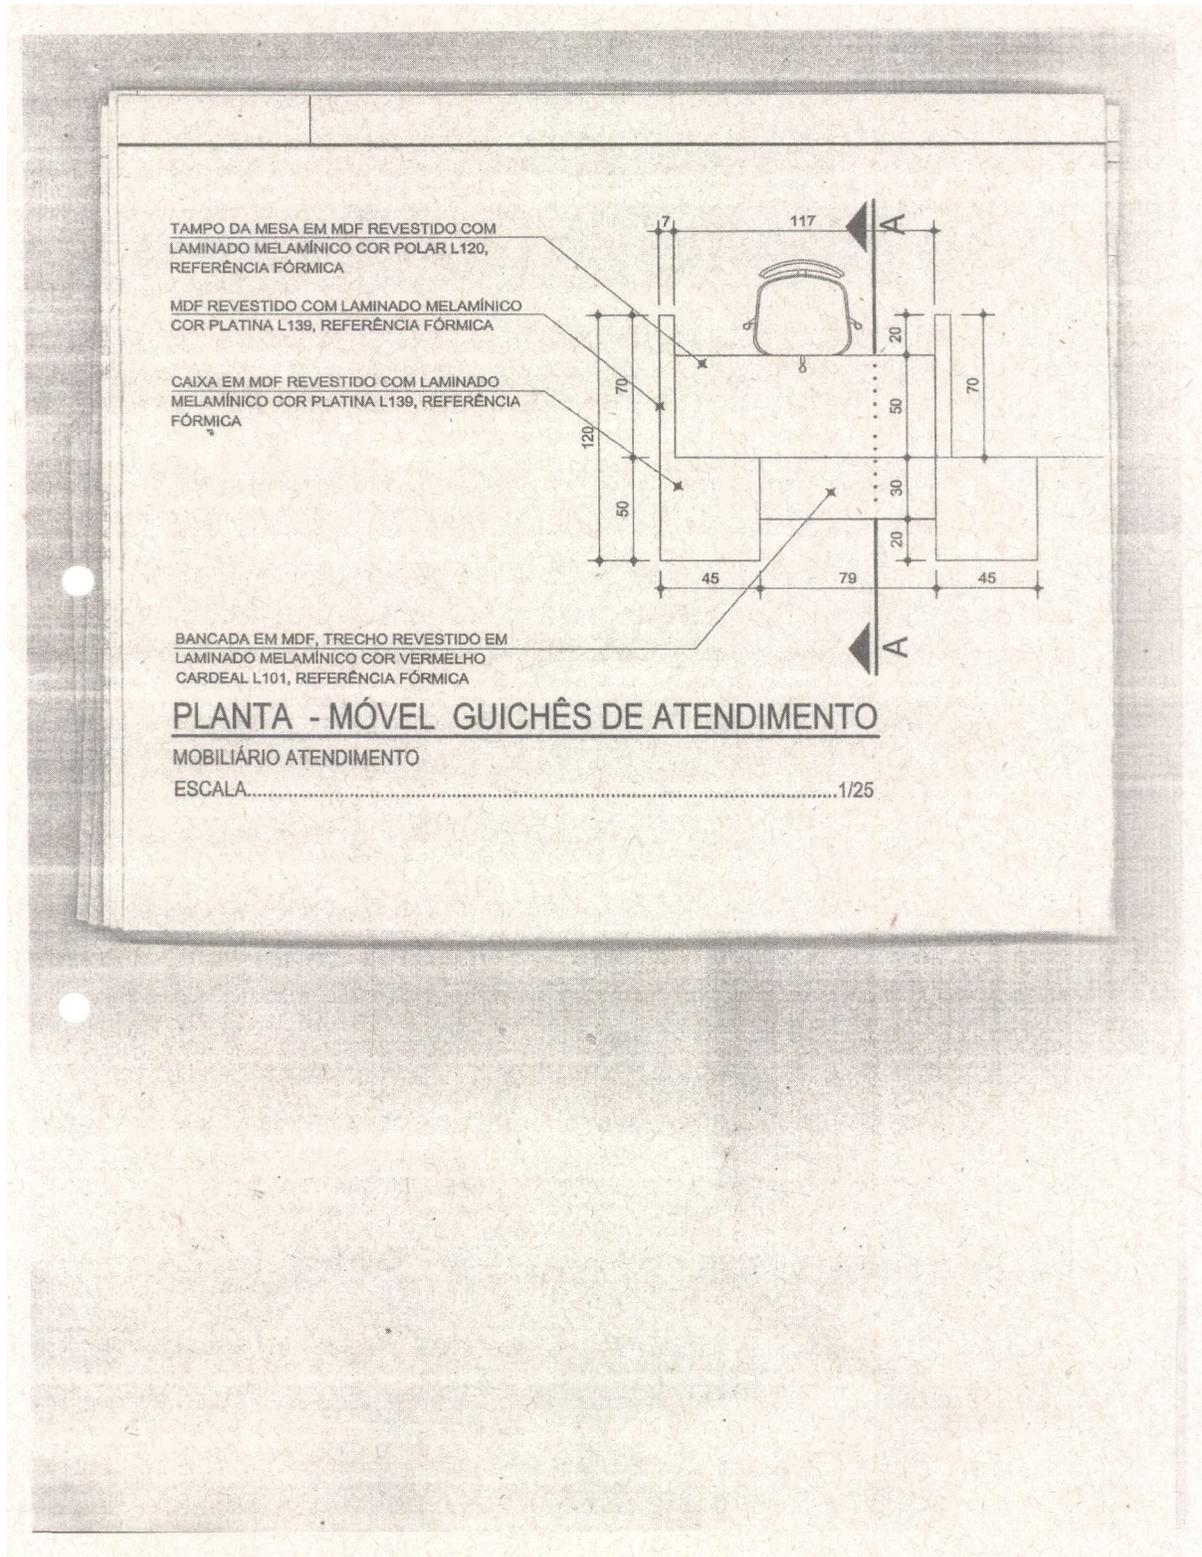 TAMPO DA MESA EM MDF REVESTIDO COM
LAMINADO MELAMÍNICO COR POLAR L120,
REFERÊNCIA FÓRMICA
MDF REVESTIDO COM LAMINADO MELAMÍNICO
COR PLATINA L139, REFERÊNCIA FÓRMICA
CAIXA EM MDF REVESTIDO COM LAMINADO
MELAMÍNICO COR PLATINA L139, REFERÊNCIA
FÓRMICA
7
117
A
20
70
70
50
120
30
50
20
45
79
45
A
BANCADA EM MDF, TRECHO REVESTIDO EM
LAMINADO MELAMÍNICO COR VERMELHO
CARDEAL L101, REFERÊNCIA FÓRMICA
PLANTA - MÓVEL GUICHÊS DE ATENDIMENTO
MOBILIÁRIO ATENDIMENTO
ESCALA..........................................................................................................1/25